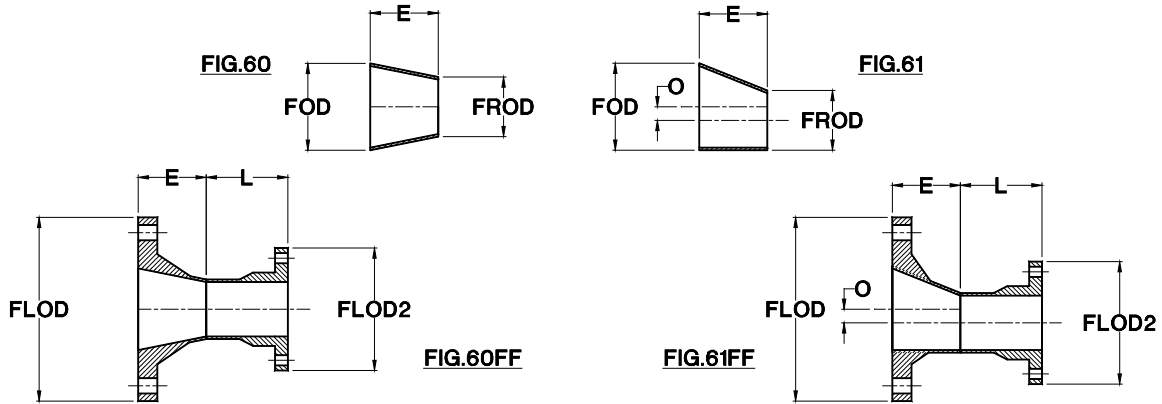 E
FIG.60
FOD
FROD
E
FIG.61
O
FOD
FROD
E
L
FLOD
FLOD2
FIG.60FF
E
L
FLOD
O
FLOD2
FIG.61FF